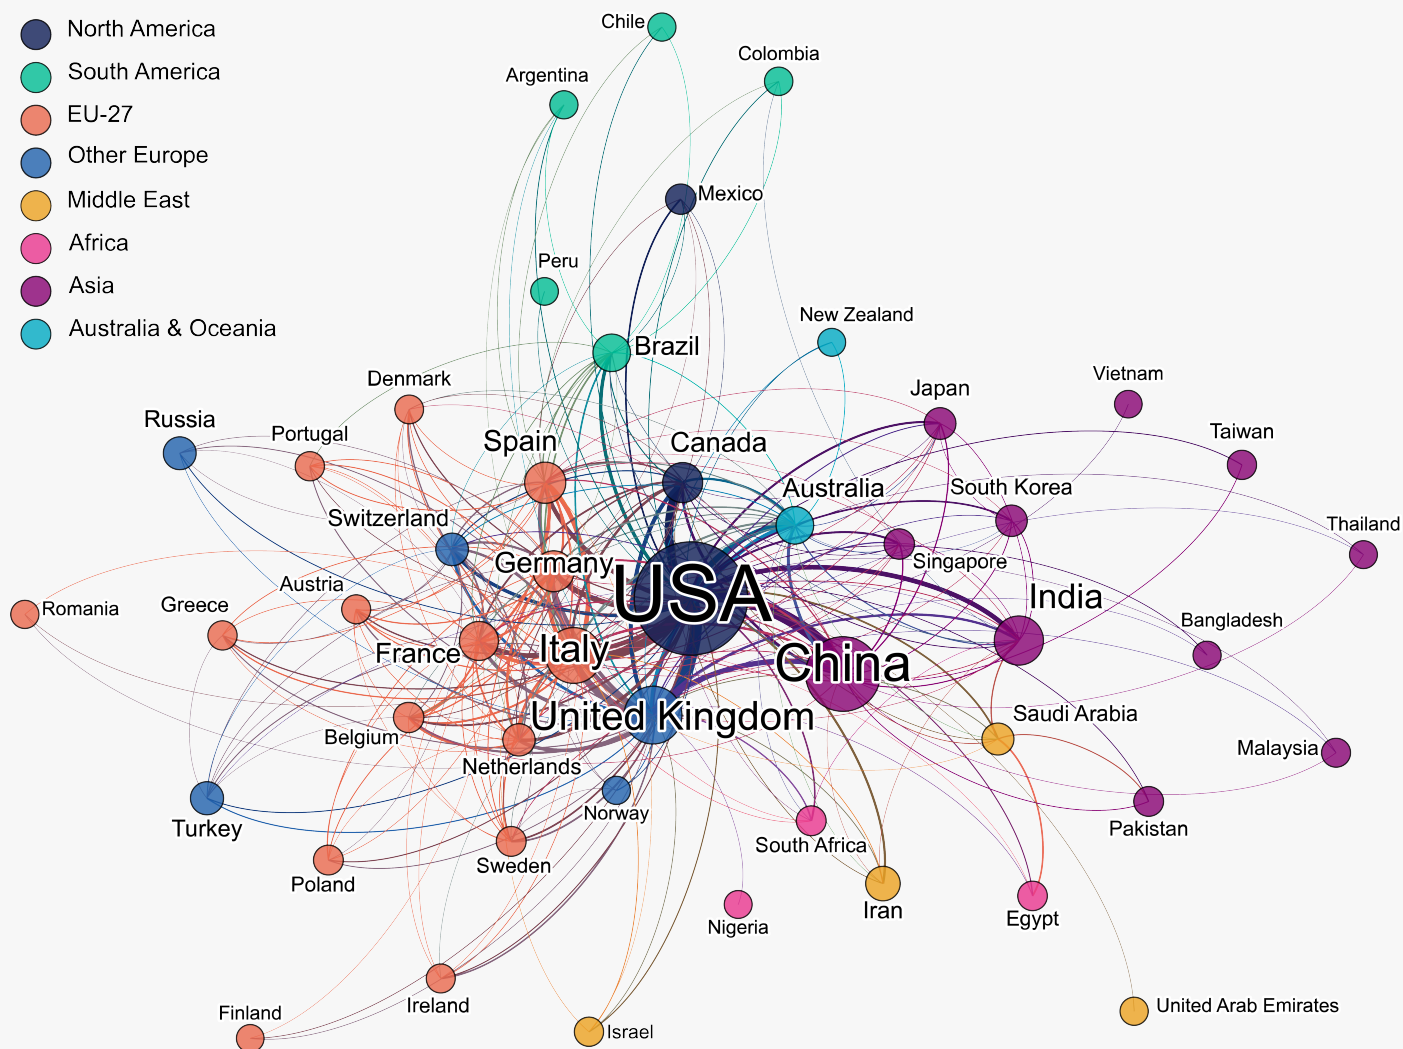 North America
South America
EU-27
Other Europe
Middle East
Africa
Asia
Australia & Oceania
Chile
Colombia
Argentina
Mexico
Peru
New Zealand
Brazil
Denmark
Vietnam
Japan
Russia
Portugal
Spain
Canada
Taiwan
Australia
South Korea
Switzerland
Thailand
Germany
Singapore
USA
Austria
India
Romania
Greece
Bangladesh
France
Italy
China
United Kingdom
Saudi Arabia
Belgium
Malaysia
Netherlands
Norway
Turkey
Pakistan
South Africa
Sweden
Poland
Iran
Egypt
Nigeria
Ireland
United Arab Emirates
Finland
Israel